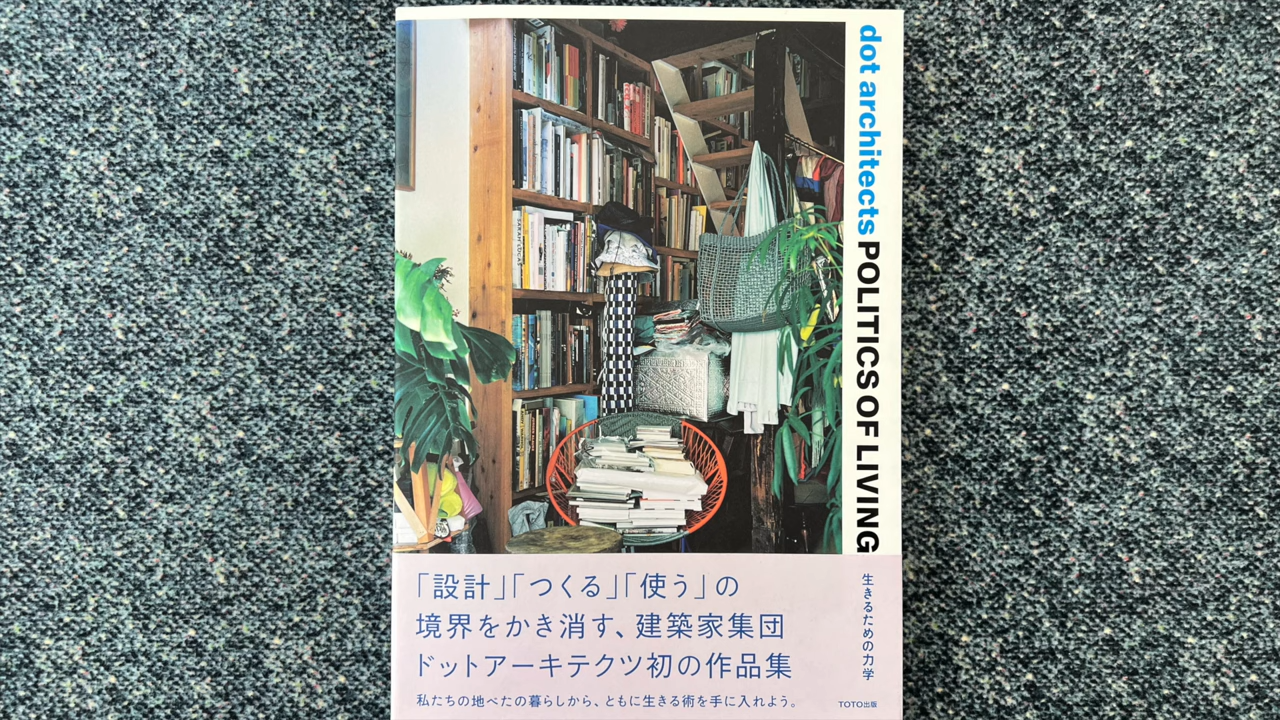 dot architects POLITICS OF LIVING
「設計」「つくる」「使う」の
境界をかき消す、建築家集団
ドットアーキテクツ初の作品集
私たちの地べたの暮らしから、ともに生きる術を手に入れよう。
生きるための力学
TOTO出版